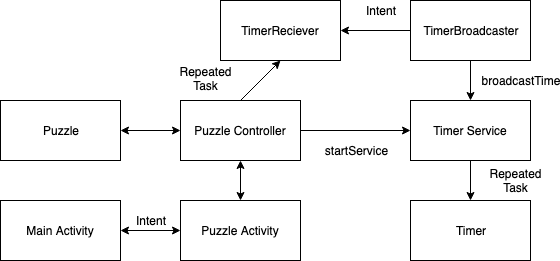 TimerReciever
Intent
TimerBroadcaster
Repeated
Task
broadcastTime
Puzzle
Puzzle Controller
startService
Timer Service
Repeated
Task
Main Activity
Intent
Puzzle Activity
Timer